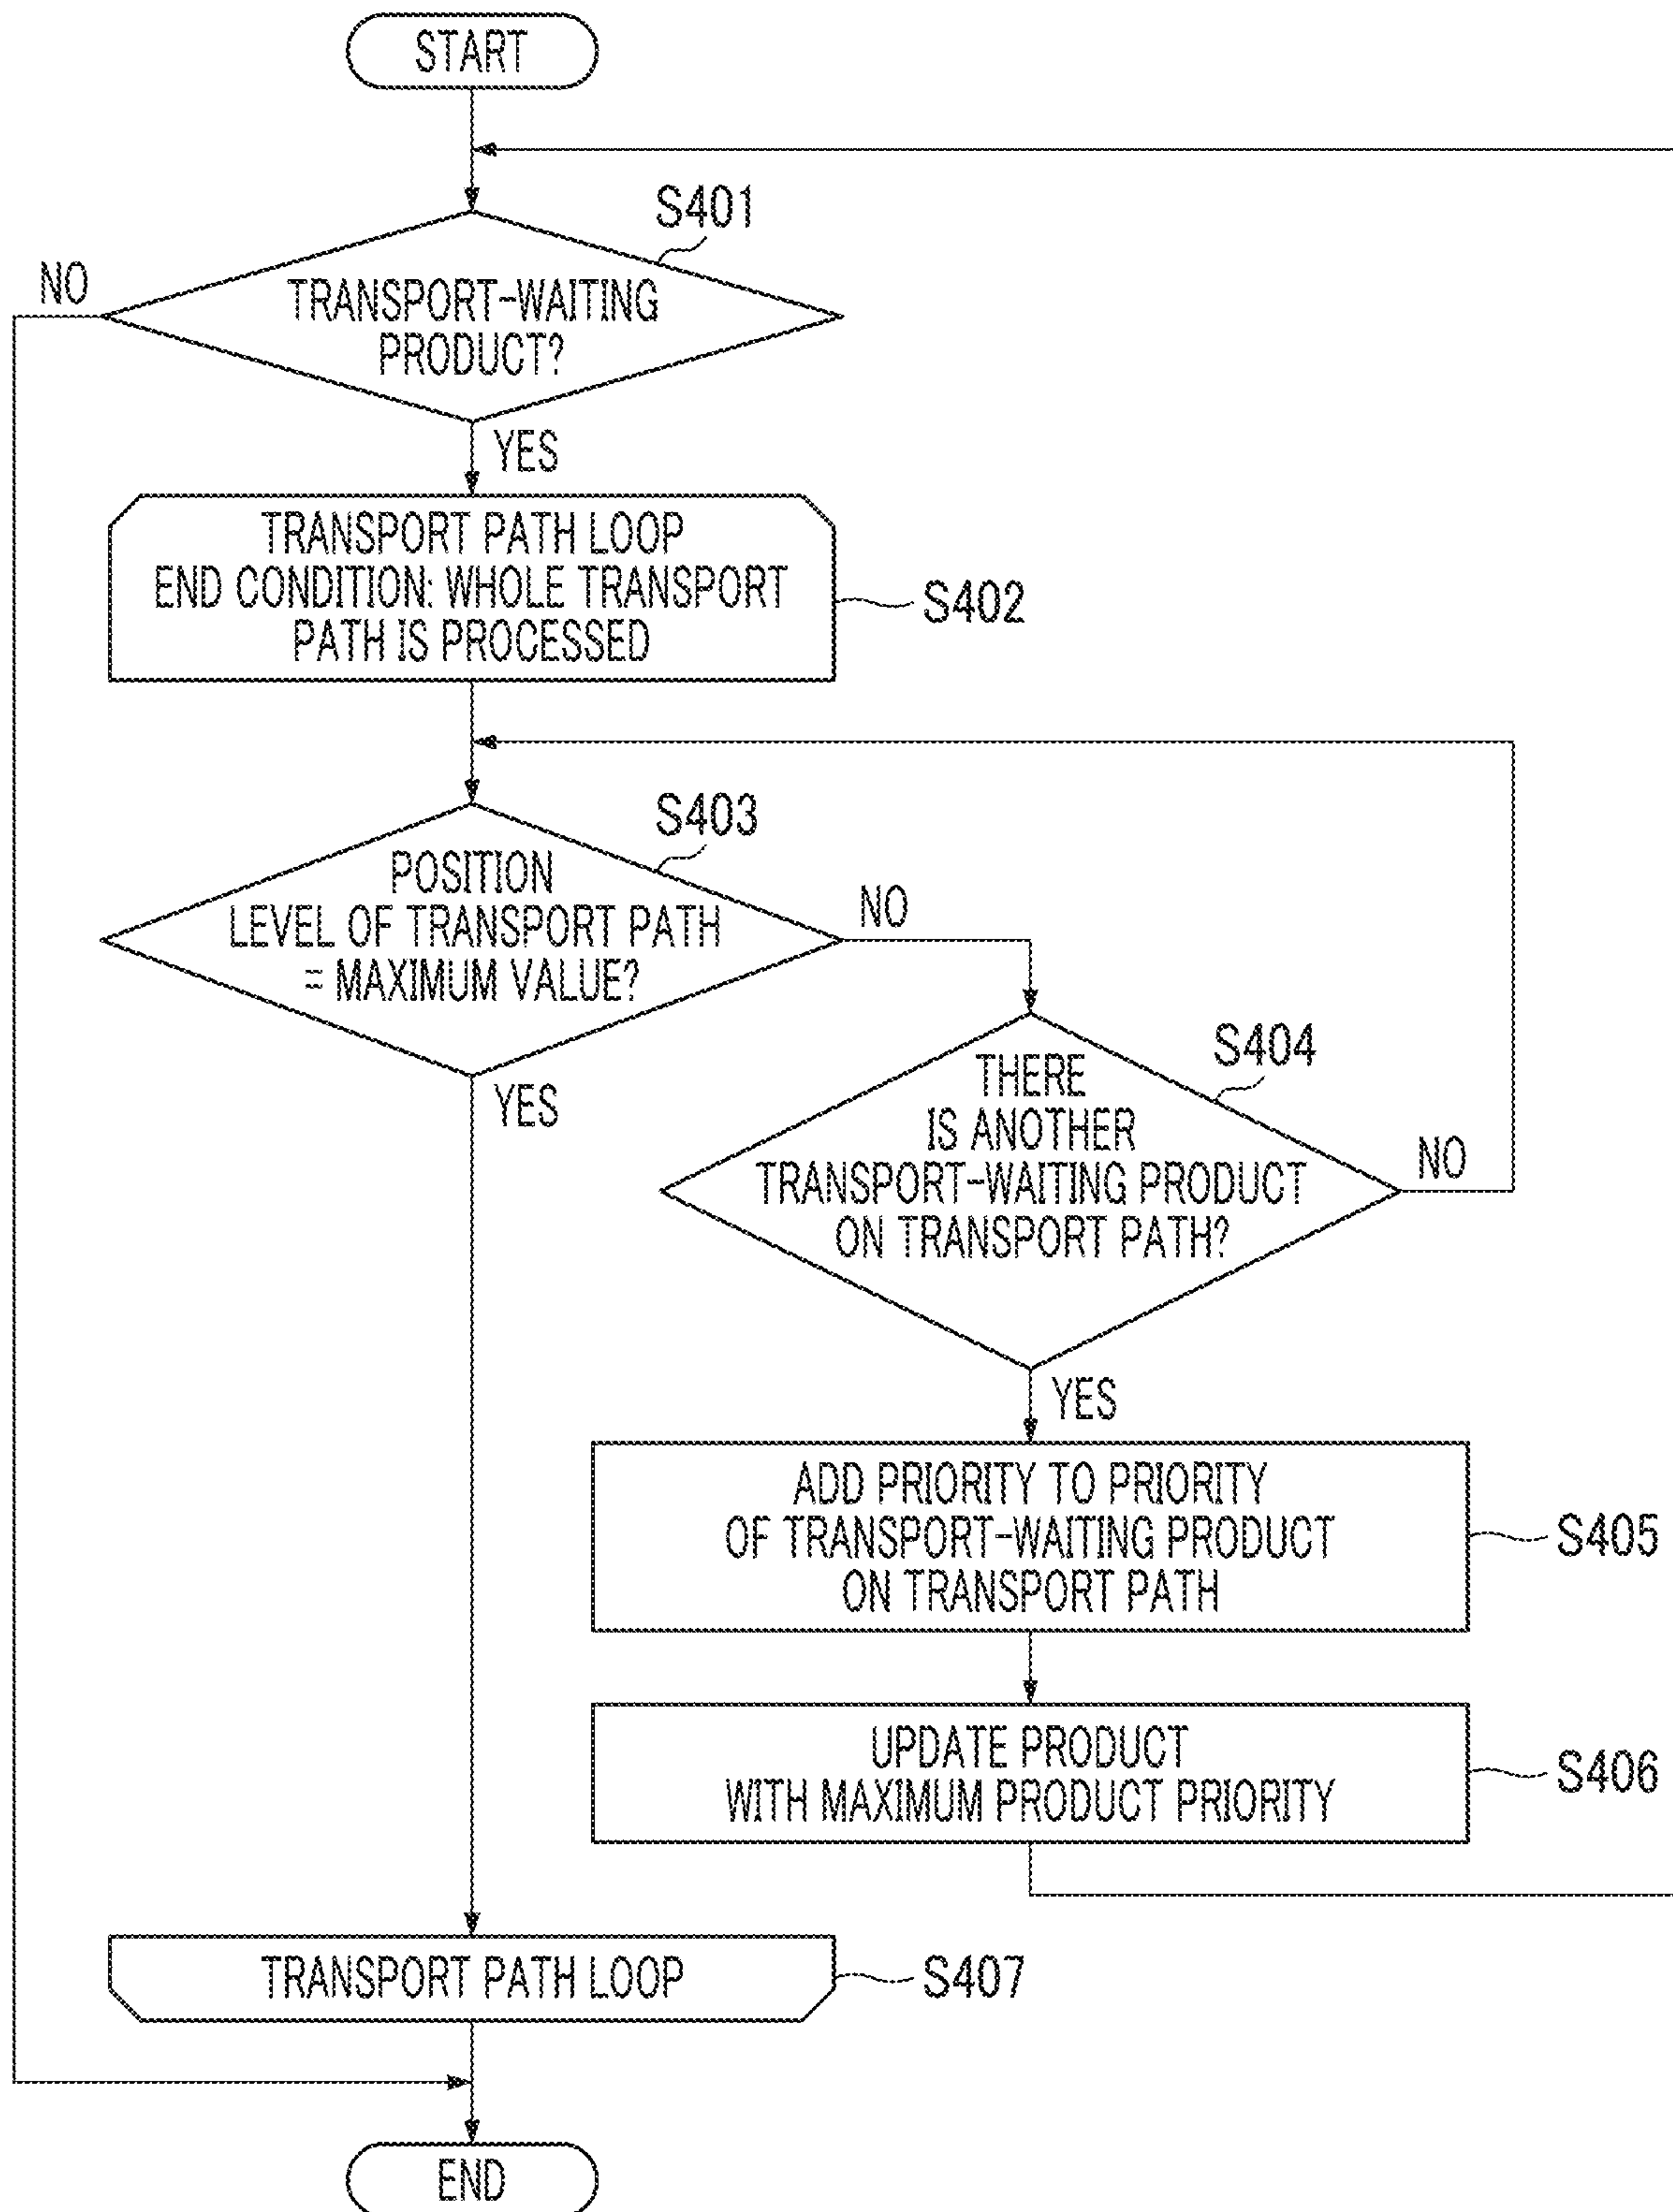 START
S401
NO
TRANSPORT-WAITING
PRODUCT?
YES
TRANSPORT PATH LOOP
END CONDITION: WHOLE TRANSPORT
PATH IS PROCESSED
S402
S403
POSITION
LEVEL OF TRANSPORT PATH
= MAXIMUM VALUE?
NO
YES
S404
THERE
IS ANOTHER
TRANSPORT-WAITING PRODUCT
ON TRANSPORT PATH?
NO
YES
ADD PRIORITY TO PRIORITY
OF TRANSPORT-WAITING PRODUCT
ON TRANSPORT PATH
S405
UPDATE PRODUCT
WITH MAXIMUM PRODUCT PRIORITY
S406
TRANSPORT PATH LOOP
S407
END